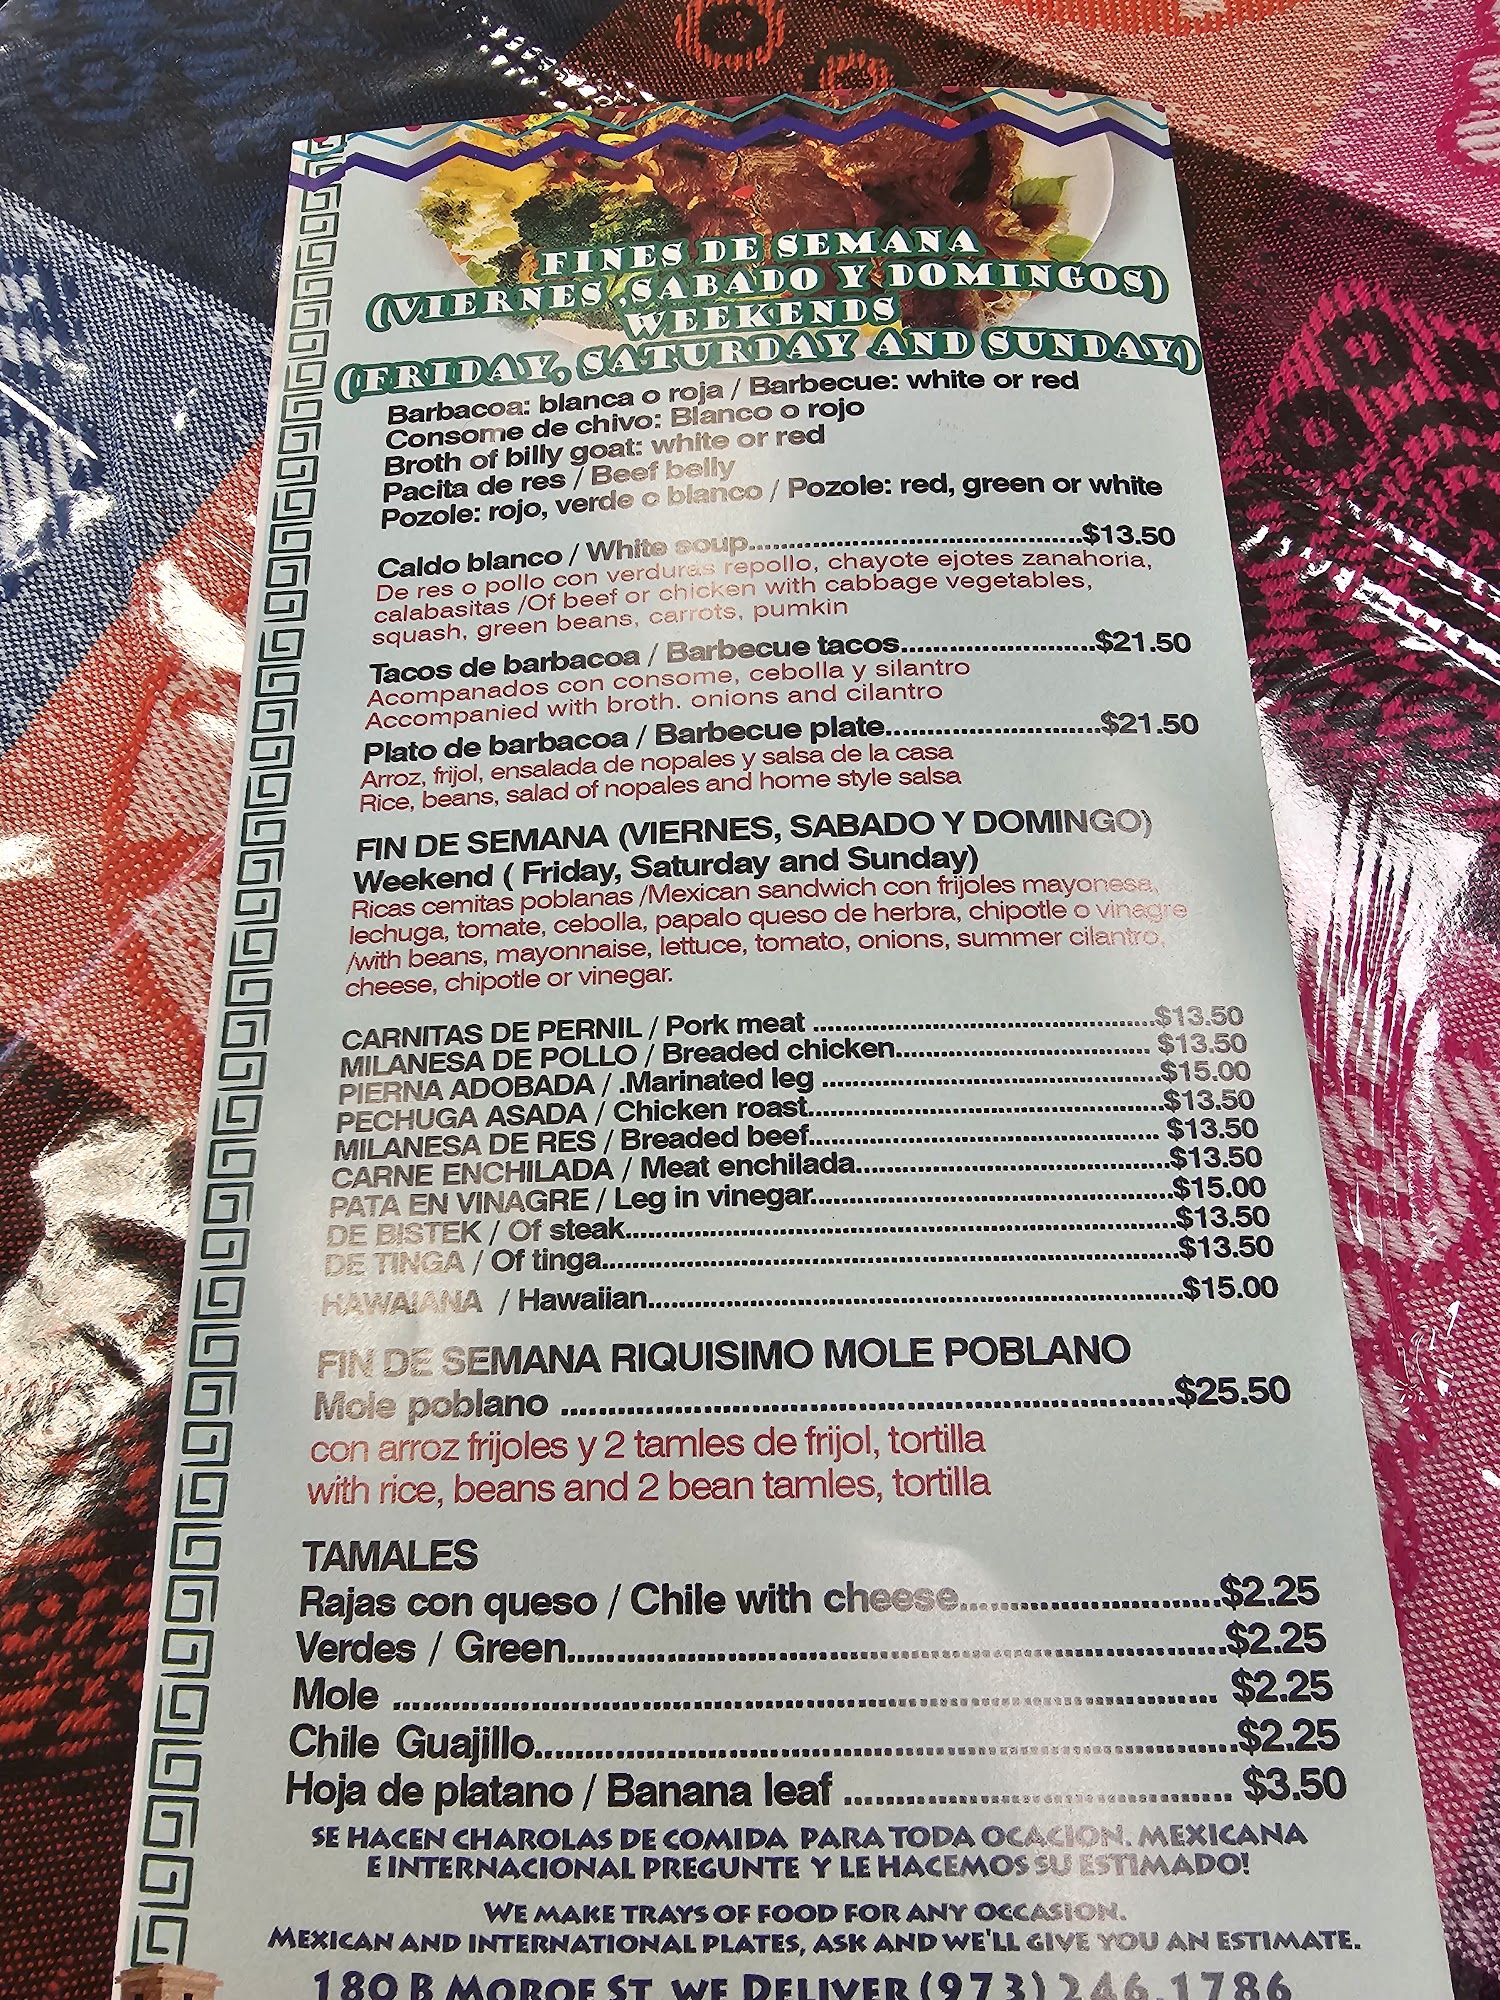 FINES DE SEMANA
(VIERNES ,SABADO Y DOMINGOS)
WEEKENDS
(FRIDAY, SATURDAY AND SUNDAY)
Barbacoa: blanca o roja / Barbecue: white or red
Consome de chivo: Blanco o rojo
Broth of billy goat: white or red
Pacita de res / Beef belly
Pozole: rojo, verde o blanco / Pozole: red, green or white
Caldo blanco / White soup..........................................$13.50
De res o pollo con verduras repollo, chayote ejotes zanahoria,
calabasitas /Of beef or chicken with cabbage vegetables,
squash, green beans, carrots, pumkin
Tacos de barbacoa / Barbecue tacos........................$21.50
Acompanados con consome, cebolla y silantro
Accompanied with broth. onions and cilantro
Plato de barbacoa / Barbecue plate..........................$21.50
Arroz, frijol, ensalada de nopales y salsa de la casa
Rice, beans, salad of nopales and home style salsa
FIN DE SEMANA (VIERNES, SABADO Y DOMINGO)
Weekend ( Friday, Saturday and Sunday)
Ricas cemitas poblanas /Mexican sandwich con frijoles mayonesa,
lechuga, tomate, cebolla, papalo queso de herbra, chipotle o vinagre
/with beans, mayonnaise, lettuce, tomato, onions, summer cilantro,
cheese, chipotle or vinegar.
CARNITAS DE PERNIL / Pork meat ..........................................$13.50
MILANESA DE POLLO / Breaded chicken............................... $13.50
PIERNA ADOBADA / .Marinated leg ..........................................$15.00
PECHUGA ASADA / Chicken roast............................................$13.50
MILANESA DE RES / Breaded beef........................................... $13.50
CARNE ENCHILADA / Meat enchilada......................................$13.50
PATA EN VINAGRE / Leg in vinegar............................................$15.00
DE BISTEK / Of steak....................................................................$13.50
DE TINGA / Of tinga.......................................................................$13.50
HAWAIANA / Hawaiian..................................................................$15.00
FIN DE SEMANA RIQUISIMO MOLE POBLANO
Mole poblano ..............................................................$25.50
con arroz frijoles y 2 tamles de frijol, tortilla
with rice, beans and 2 bean tamles, tortilla
TAMALES
Rajas con queso / Chile with cheese..........................$2.25
Verdes / Green...............................................................$2.25
Mole .............................................................................. $2.25
Chile Guajillo..................................................................$2.25
Hoja de platano / Banana leaf .................................... $3.50
SE HACEN CHAROLAS DE COMIDA PARA TODA OCACION. MEXICANA
E INTERNACIONAL PREGUNTE Y LE HACEMOS SU ESTIMADO!
WE MAKE TRAYS OF FOOD FOR ANY OCCASION.
MEXICAN AND INTERNATIONAL PLATES, ASK AND WE'LL GIVE YOU AN ESTIMATE.
180 B MOROE ST WE DELIVER (973) 246.1786